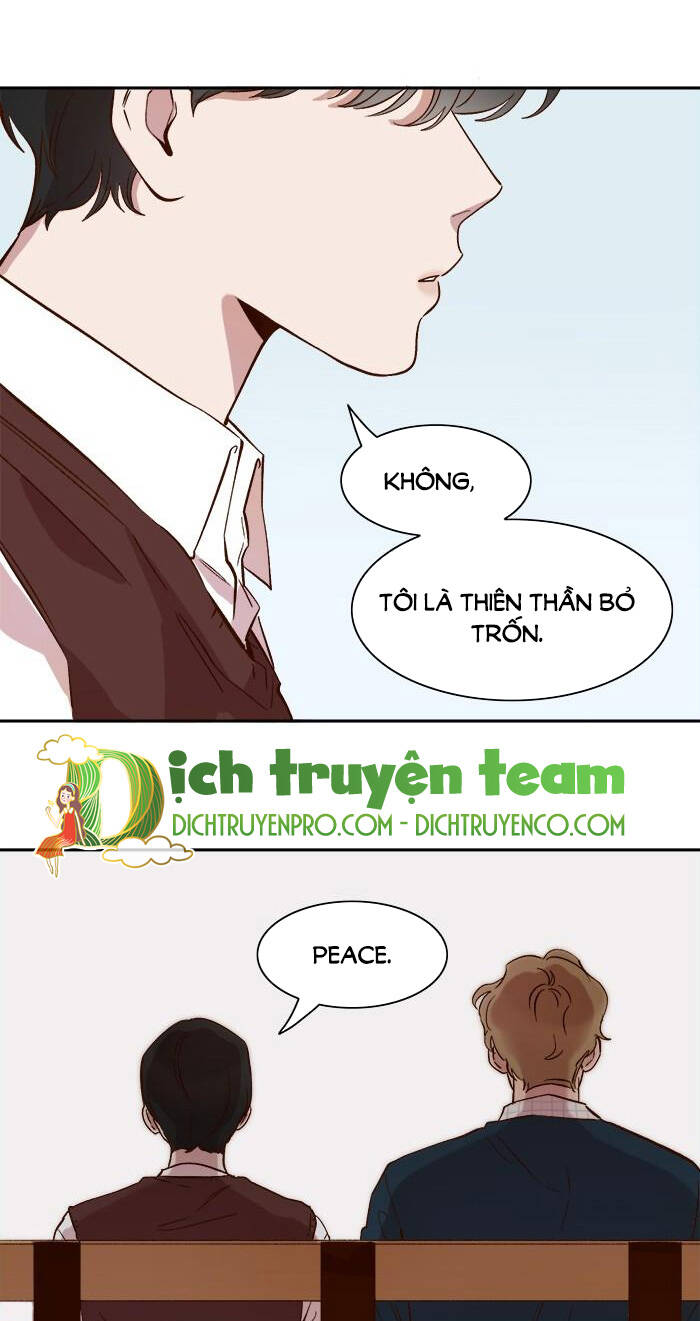 KHÔNG,
TÔI LÀ THIÊN THẦN BỎ
TRỐN.
Dịch truyện team
DICHTRUYENPRO.COM - DICHTRUYENCO.COM
PEACE.